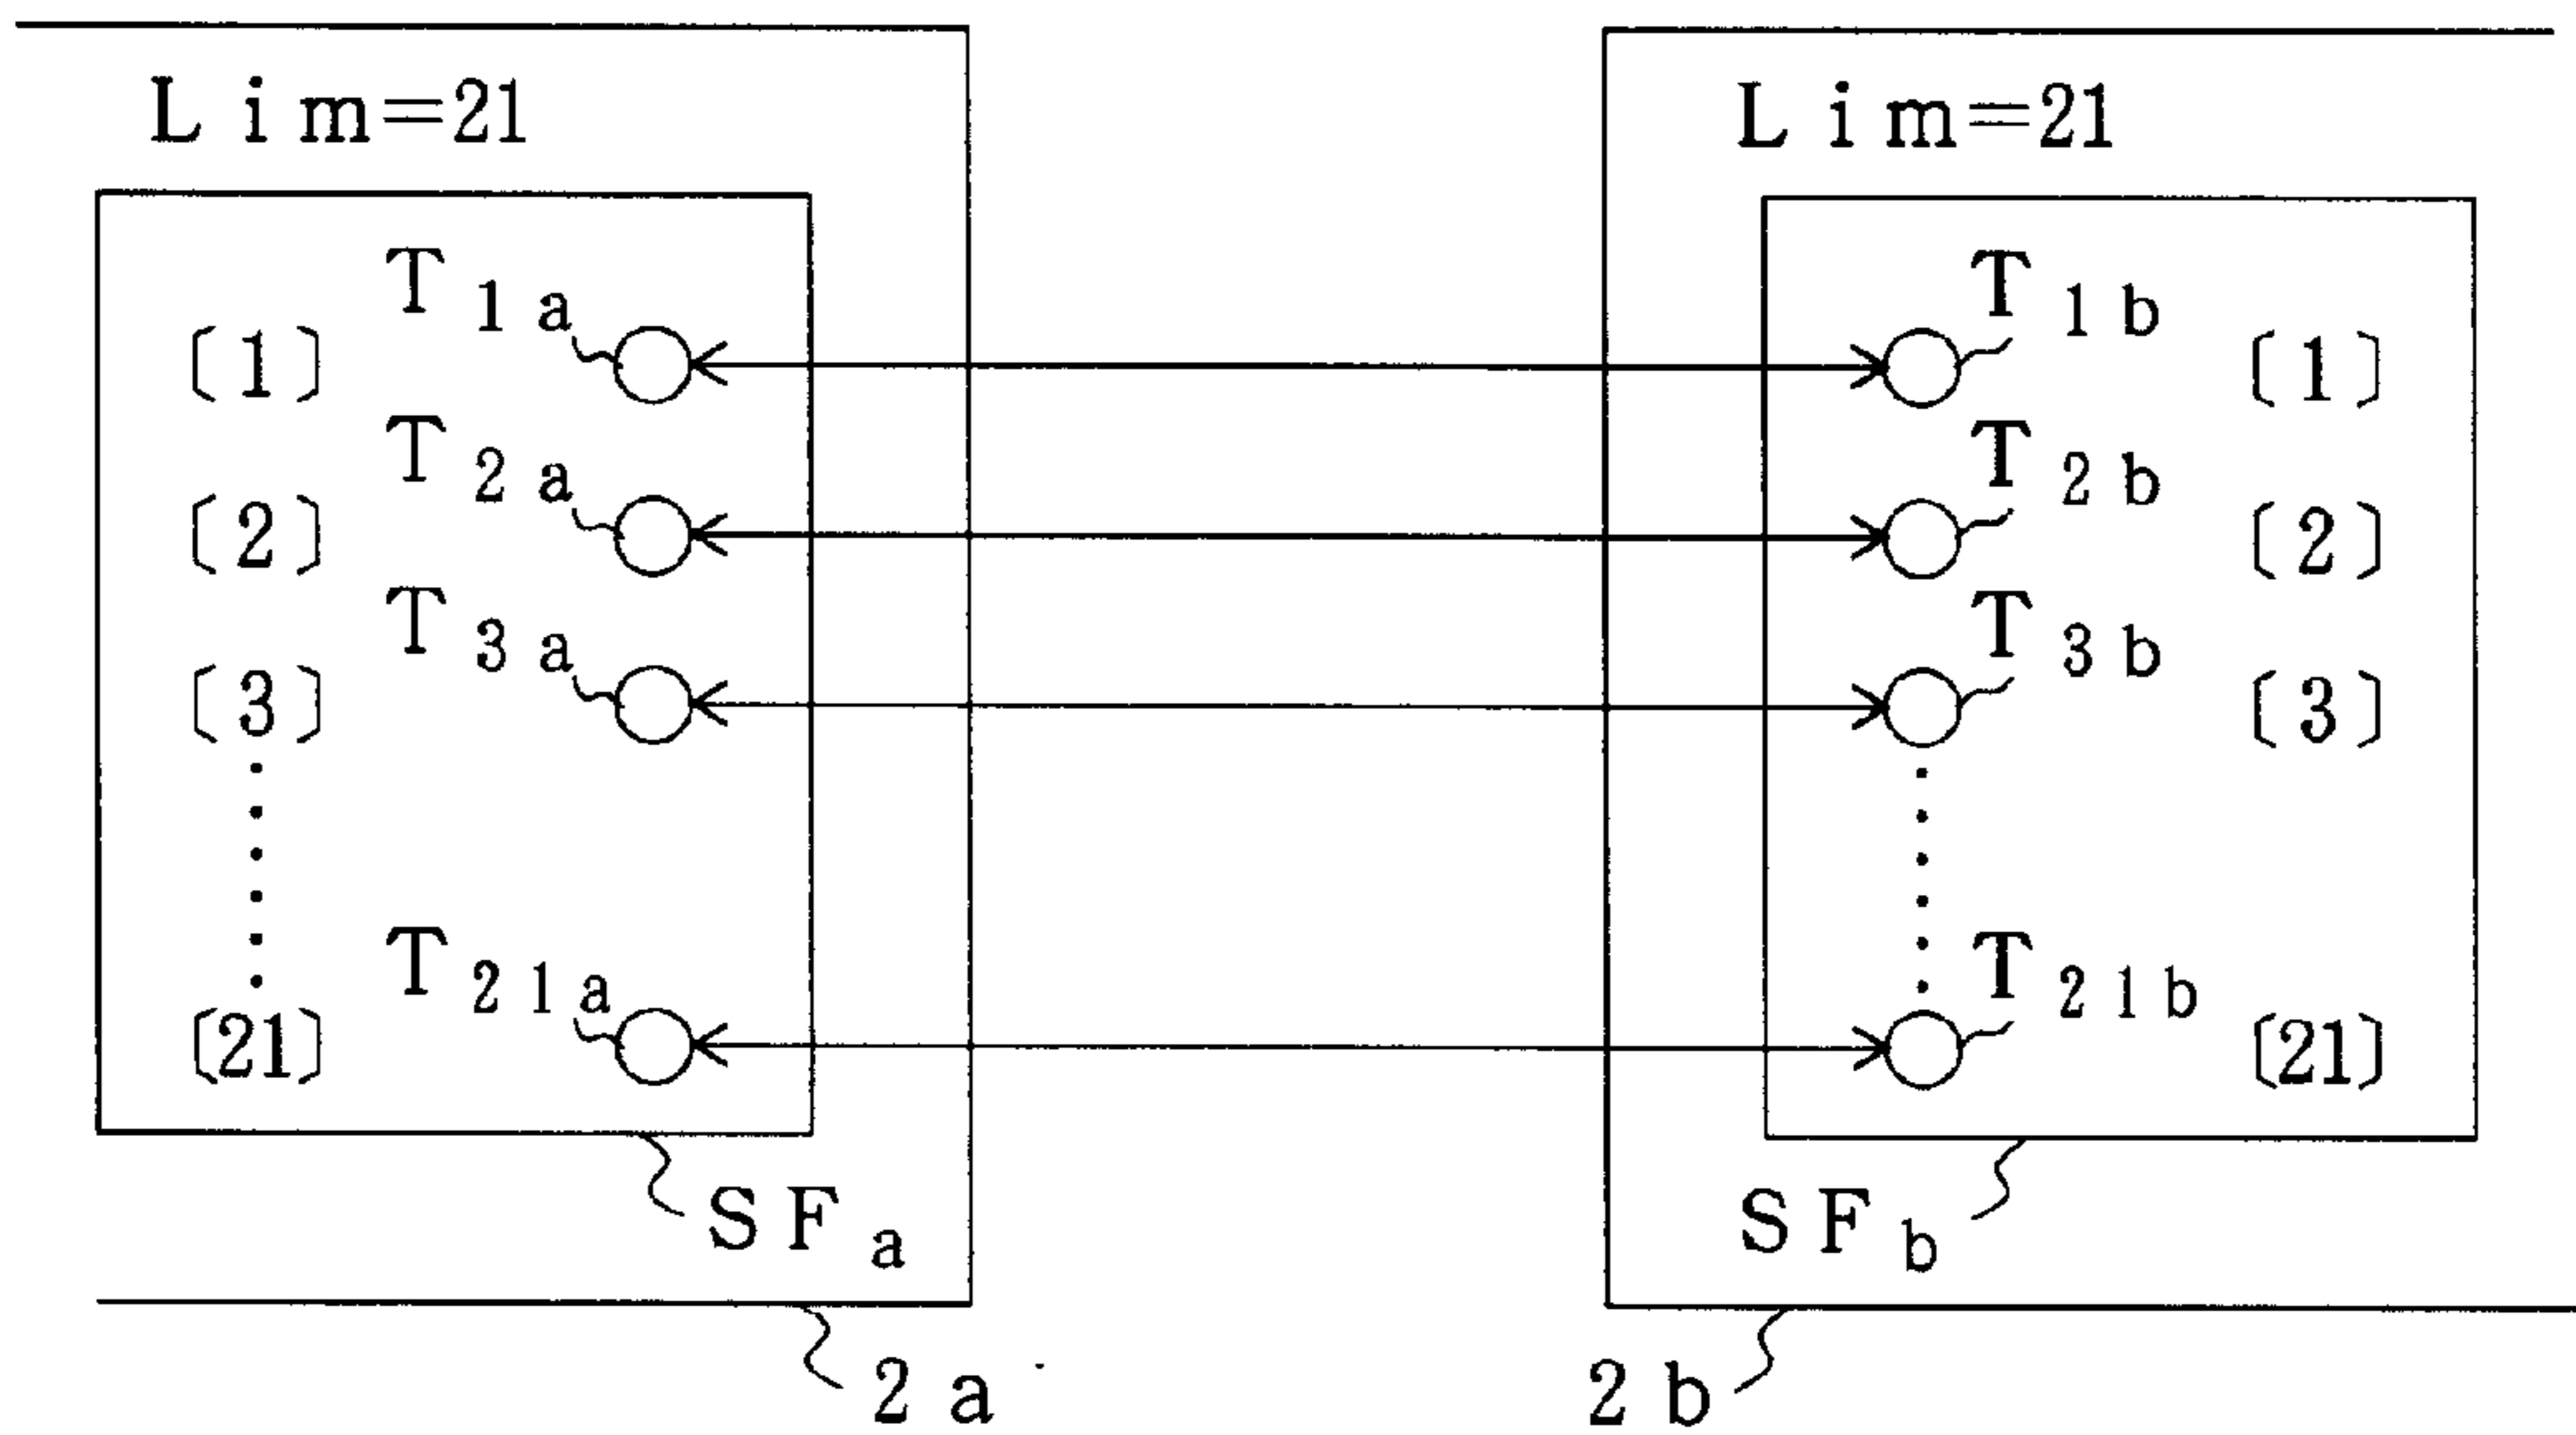 Lim=21 Lim=21
T1a T1b
〔1〕 〔1〕
T2a T2b
〔2〕 〔2〕
T3a T3b
〔3〕 〔3〕
T21a T21b
〔21〕 〔21〕
SFa SFb
2a 2b